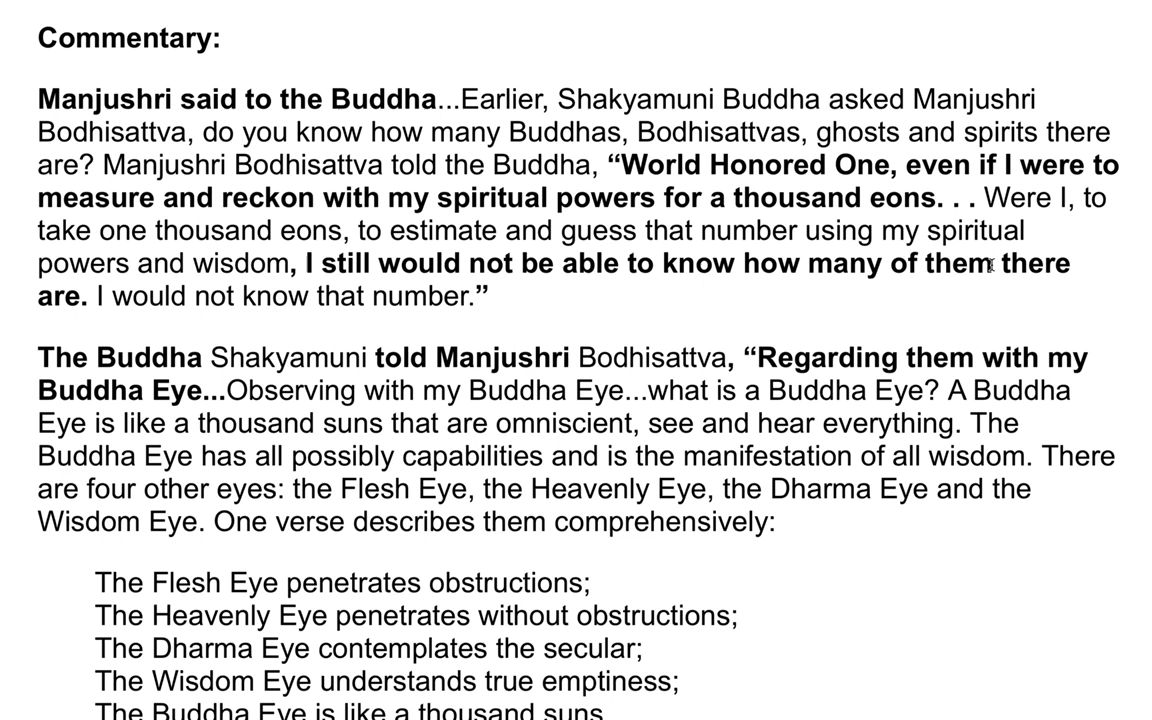 Commentary:
Manjushri said to the Buddha...Earlier, Shakyamuni Buddha asked Manjushri
Bodhisattva, do you know how many Buddhas, Bodhisattvas, ghosts and spirits there
are? Manjushri Bodhisattva told the Buddha, “World Honored One, even if I were to
measure and reckon with my spiritual powers for a thousand eons. . . Were I, to
take one thousand eons, to estimate and guess that number using my spiritual
powers and wisdom, I still would not be able to know how many of them there
are. I would not know that number.”
The Buddha Shakyamuni told Manjushri Bodhisattva, “Regarding them with my
Buddha Eye...Observing with my Buddha Eye...what is a Buddha Eye? A Buddha
Eye is like a thousand suns that are omniscient, see and hear everything. The
Buddha Eye has all possibly capabilities and is the manifestation of all wisdom. There
are four other eyes: the Flesh Eye, the Heavenly Eye, the Dharma Eye and the
Wisdom Eye. One verse describes them comprehensively:
The Flesh Eye penetrates obstructions;
The Heavenly Eye penetrates without obstructions;
The Dharma Eye contemplates the secular;
The Wisdom Eye understands true emptiness;
The Buddha Eye is like a thousand suns